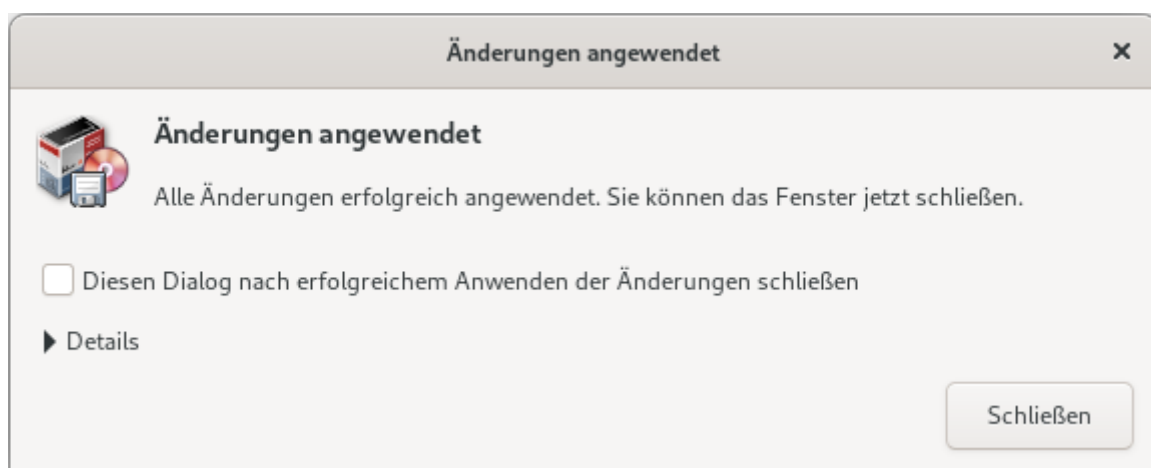 Änderungen angewendet
Änderungen angewendet
Alle Änderungen erfolgreich angewendet. Sie können das Fenster jetzt schließen.
Diesen Dialog nach erfolgreichem Anwenden der Änderungen schließen
Details
Schließen